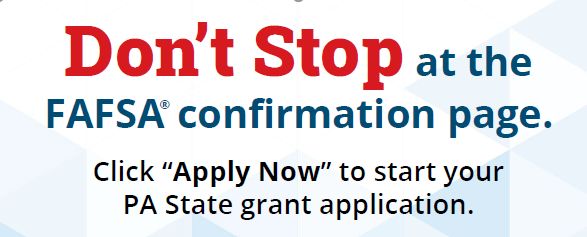 Don't Stop at the
FAFSA® confirmation page.
Click “Apply Now” to start your
PA State grant application.